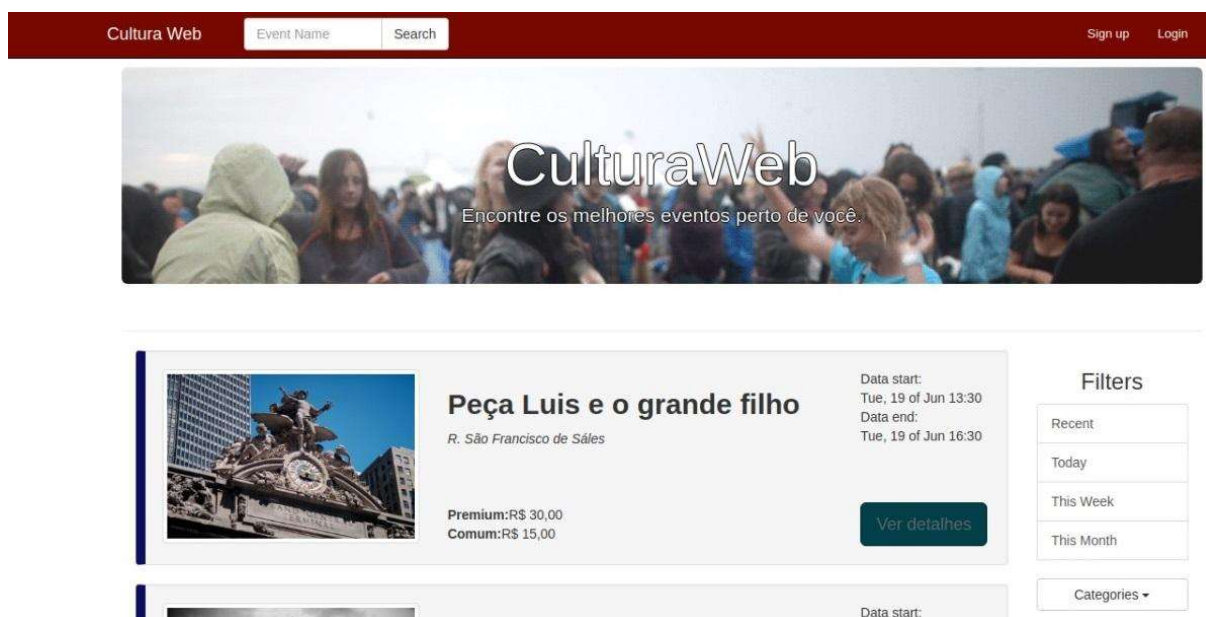 Cultura Web
Event Name
Search
Sign up
Login
CulturaWeb
Encontre os melhores eventos perto de você.
Peça Luis e o grande filho
R. São Francisco de Sáles
Premium:R$ 30,00
Comum:R$ 15,00
Data start:
Tue, 19 of Jun 13:30
Data end:
Tue, 19 of Jun 16:30
Ver detalhes
Filters
Recent
Today
This Week
This Month
Categories
Data start: